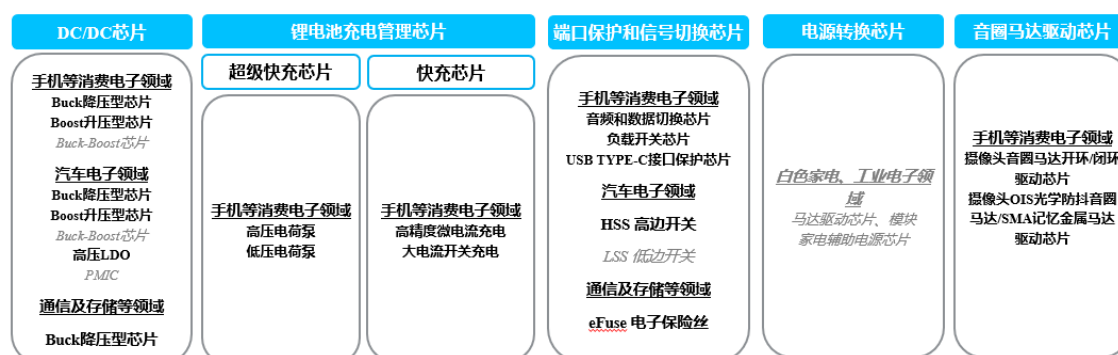 DC/DC芯片
手机等消费电子领域
Buck降压型芯片
Boost升压型芯片
Buck-Boost芯片
汽车电子领域
Buck降压型芯片
Boost升压型芯片
Buck-Boost芯片
高压LDO
PMIC
通信及存储等领域
Buck降压型芯片
锂电池充电管理芯片
超级快充芯片
手机等消费电子领域
高压电荷泵
低压电荷泵
快充芯片
手机等消费电子领域
高精度微电流充电
大电流开关充电
端口保护和信号切换芯片
手机等消费电子领域
音频和数据切换芯片
负载开关芯片
USB TYPE-C接口保护芯片
汽车电子领域
HSS 高边开关
LSS 低边开关
通信及存储等领域
eFuse 电子保险丝
电源转换芯片
白色家电、工业电子领
域
马达驱动芯片、模块
家电辅助电源芯片
音圈马达驱动芯片
手机等消费电子领域
摄像头音圈马达开环/闭环
驱动芯片
摄像头OIS光学防抖音圈
马达/SMA记忆金属马达
驱动芯片